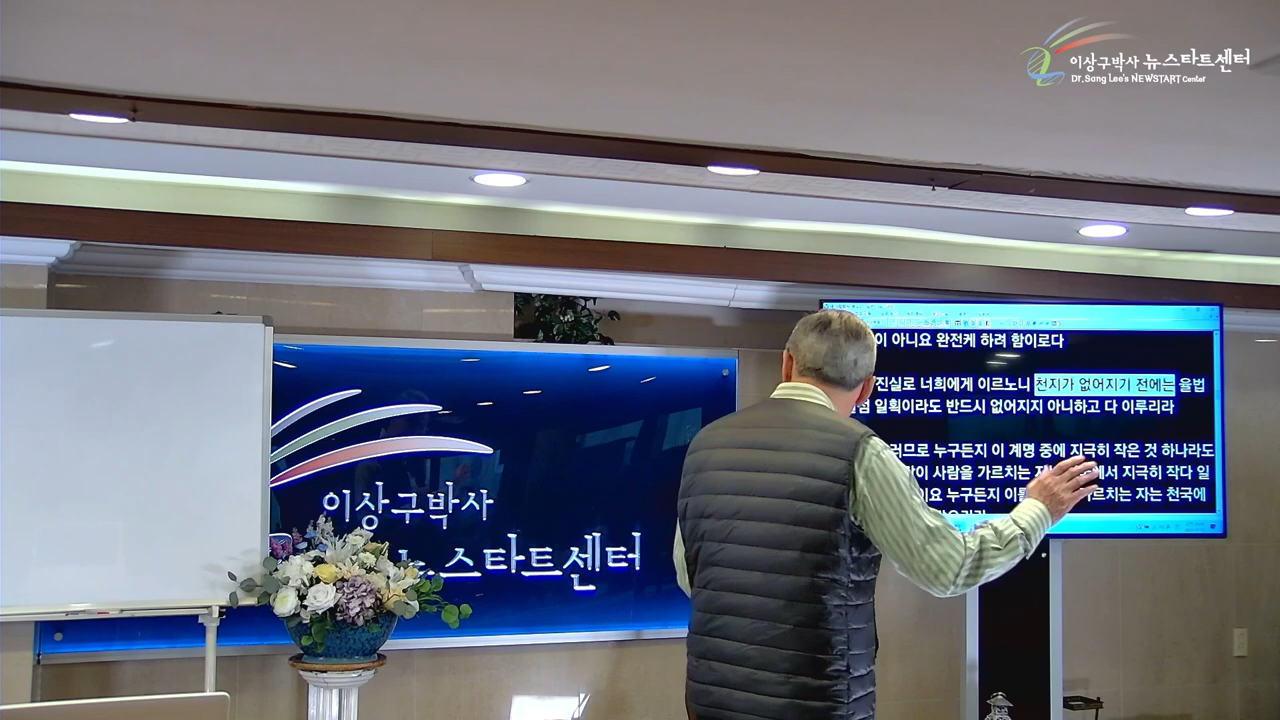 이상구박사 뉴스타트센터
Dr. Sang Lee's NEWSTART Center
이 아니요 완전케 하려 함이로다
진실로 너희에게 이르노니 천지가 없어지기 전에는 율법
일획이라도 반드시 없어지지 아니하고 다 이루리라
러므로 누구든지 이 계명 중에 지극히 작은 것 하나라도
이 사람을 가르치는 에서 지극히 작다 일
이요 누구든지 이를 가르치는 자는 천국에
이상구박사
뉴스타트센터